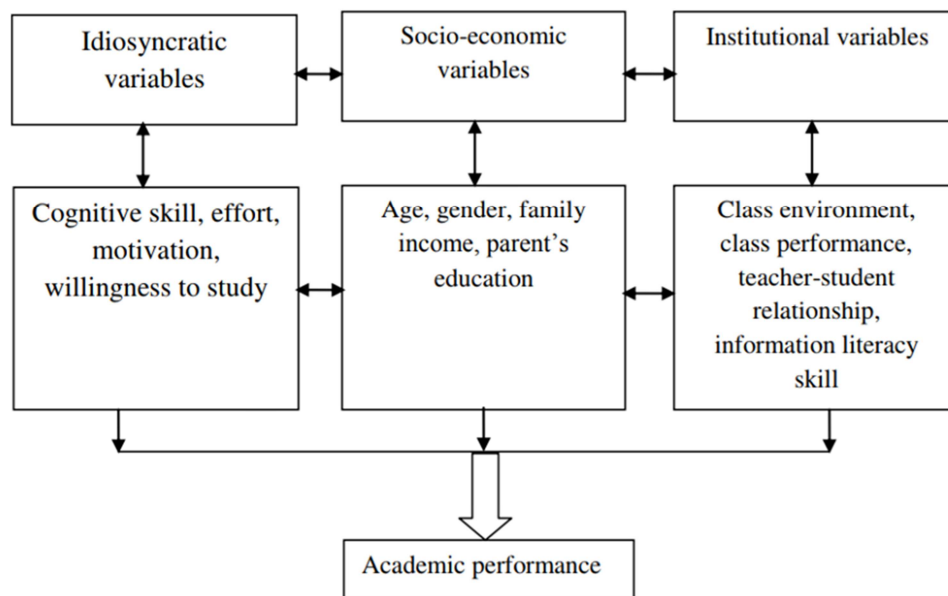 Idiosyncratic
variables
Socio-economic
variables
Institutional variables
Cognitive skill, effort,
motivation,
willingness to study
Age, gender, family
income, parent's
education
Class environment,
class performance,
teacher-student
relationship,
information literacy
skill
Academic performance